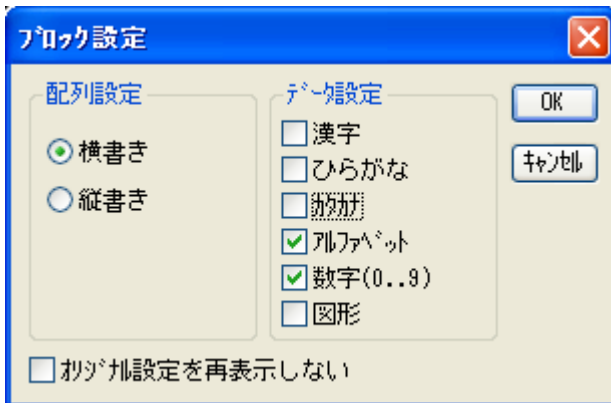 ﾌﾞﾛｯｸ設定
配列設定
横書き
縦書き
ﾃﾞｰﾀ設定
漢字
ひらがな
ｶﾀｶﾅ
ｱﾙﾌｧﾍﾞｯﾄ
数字(0..9)
図形
OK
ｷｬﾝｾﾙ
ｵﾘｼﾞﾅﾙ設定を再表示しない